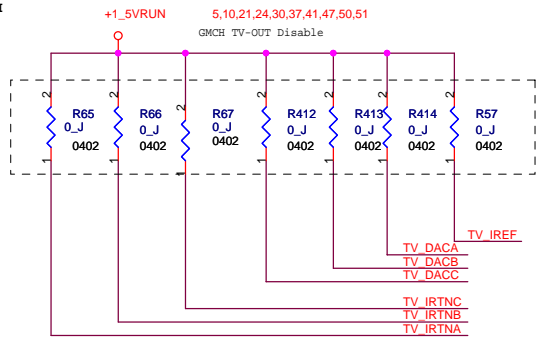 +1_5VRUN 5,10,21,24,30,37,41,47,50,51
GMCH TV-OUT Disable
2 2 2 2 2 2 2
R65 R66 R67 R412 R413 R414 R57
0_J 0_J 0_J 0_J 0_J 0_J 0_J
0402 0402 0402 0402 0402 0402 0402
1 1 1 1 1 1 1
TV_IREF
TV_DACA
TV_DACB
TV_DACC
TV_IRTNC
TV_IRTNB
TV_IRTNA